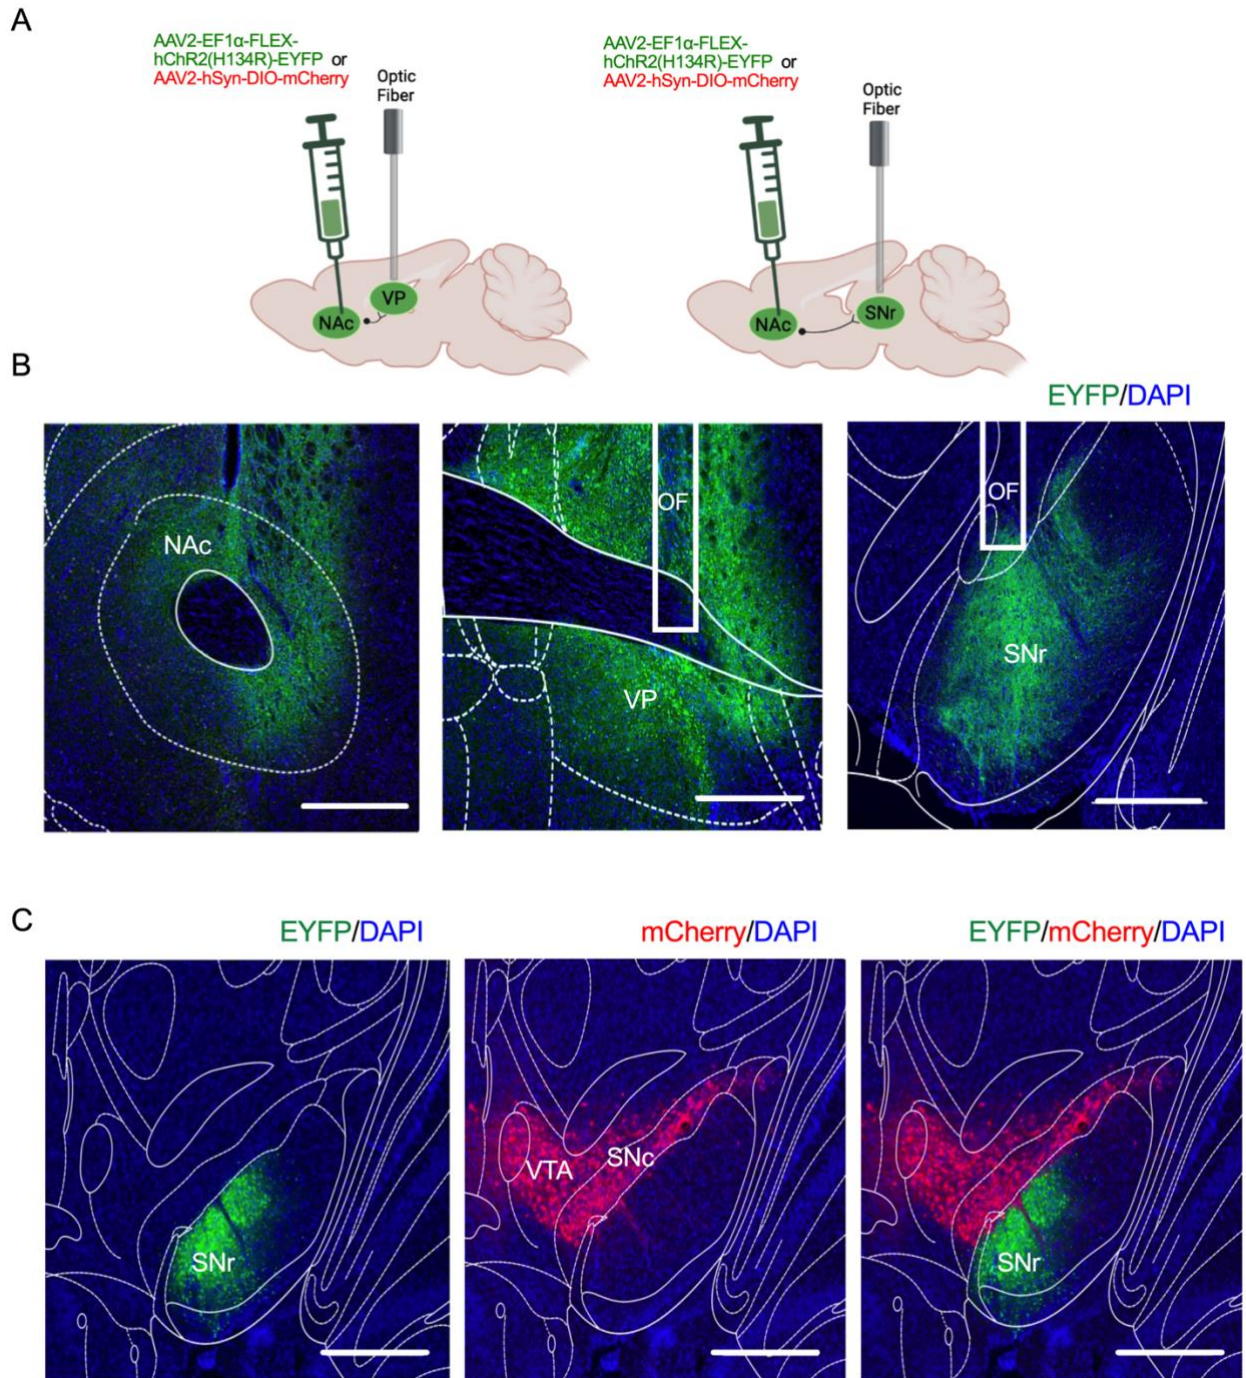 A
AAV2-EF1α-FLEX-
hChR2(H134R)-EYFP or
AAV2-hSyn-DIO-mCherry
Optic
Fiber
NAc
VP
AAV2-EF1α-FLEX-
hChR2(H134R)-EYFP or
AAV2-hSyn-DIO-mCherry
Optic
Fiber
NAc
SNr
B
EYFP/DAPI
NAc
OF
VP
OF
SNr
C
EYFP/DAPI
mCherry/DAPI
EYFP/mCherry/DAPI
SNr
VTA
SNc
SNr